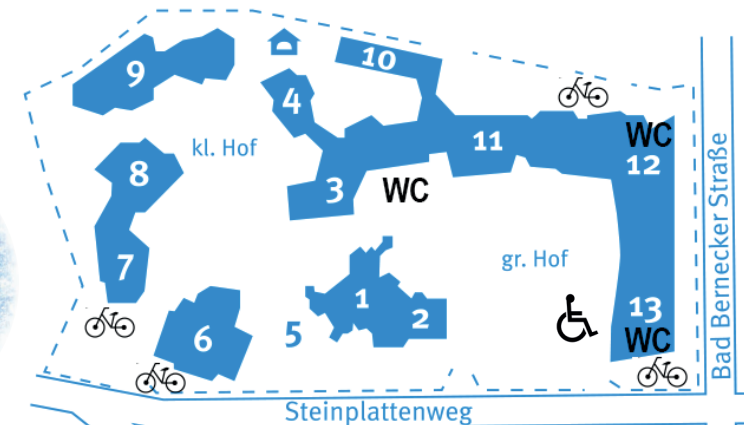 10
9
4
WC
11
12
kl. Hof
8
3
WC
gr. Hof
7
1
2
13
5
6
WC
Steinplattenweg
Bad Bernecker Straße